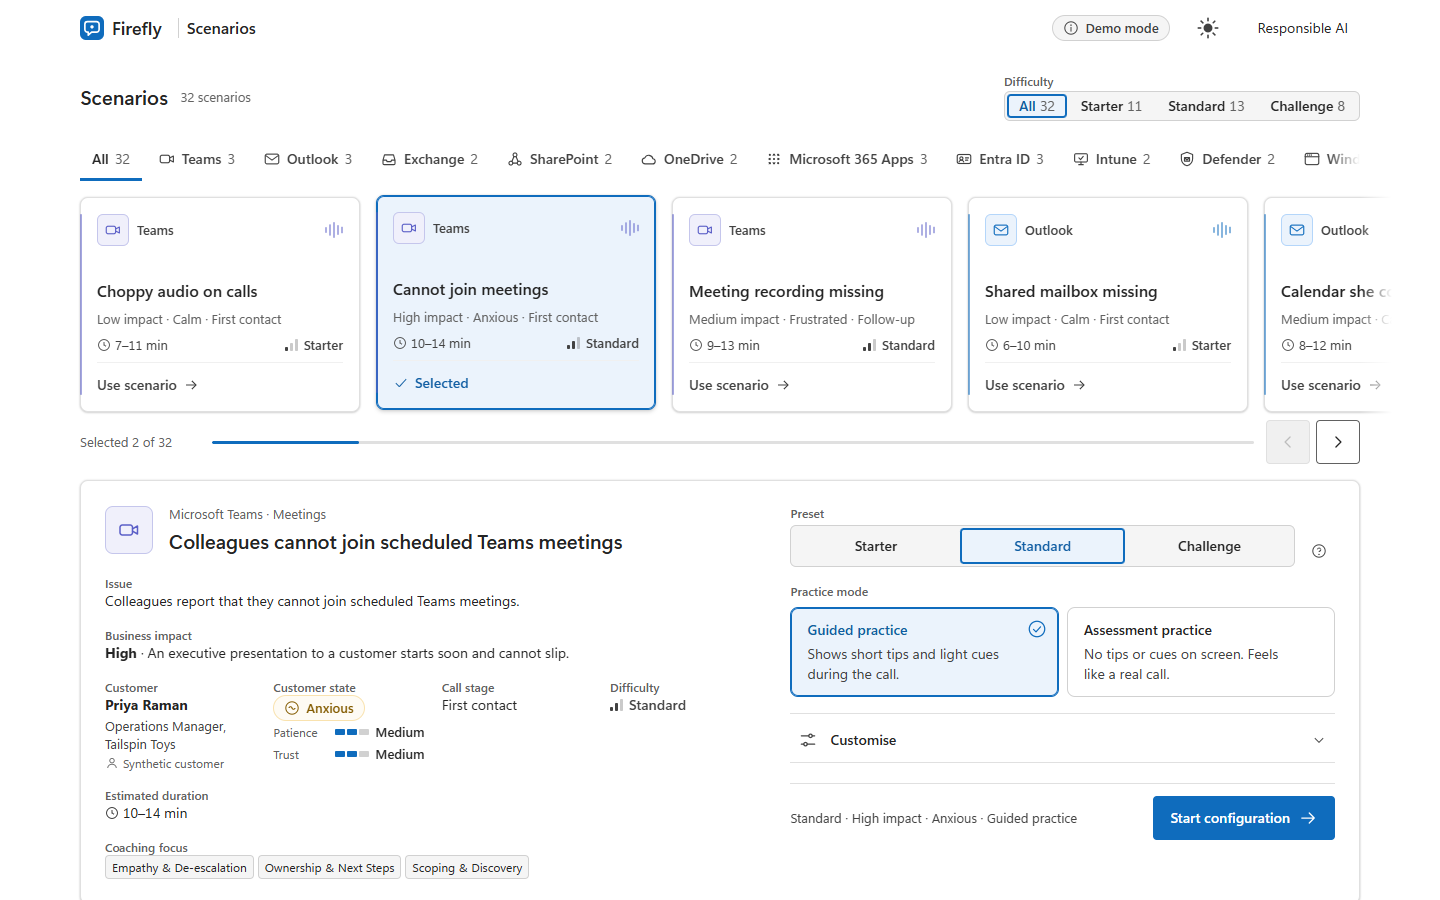 Firefly
Scenarios
Demo mode
Responsible AI
Scenarios
32 scenarios
Difficulty
All 32
Starter 11
Standard 13
Challenge 8
All 32
Teams 3
Outlook 3
Exchange 2
SharePoint 2
OneDrive 2
Microsoft 365 Apps 3
Entra ID 3
Intune 2
Defender 2
Teams
Choppy audio on calls
Low impact · Calm · First contact
7–11 min
Starter
Use scenario
Teams
Cannot join meetings
High impact · Anxious · First contact
10–14 min
Standard
Selected
Teams
Meeting recording missing
Medium impact · Frustrated · Follow-up
9–13 min
Standard
Use scenario
Outlook
Shared mailbox missing
Low impact · Calm · First contact
6–10 min
Starter
Use scenario
Outlook
Calendar she
Medium impact ·
8–12 min
Use scenario
Selected 2 of 32
Microsoft Teams · Meetings
Colleagues cannot join scheduled Teams meetings
Issue
Colleagues report that they cannot join scheduled Teams meetings.
Business impact
High · An executive presentation to a customer starts soon and cannot slip.
Customer
Priya Raman
Operations Manager,
Tailspin Toys
Synthetic customer
Customer state
Anxious
Patience
Medium
Trust
Medium
Call stage
First contact
Difficulty
Standard
Estimated duration
10–14 min
Coaching focus
Empathy & De-escalation
Ownership & Next Steps
Scoping & Discovery
Preset
Starter
Standard
Challenge
Practice mode
Guided practice
Shows short tips and light cues
during the call.
Assessment practice
No tips or cues on screen. Feels
like a real call.
Customise
Standard · High impact · Anxious · Guided practice
Start configuration